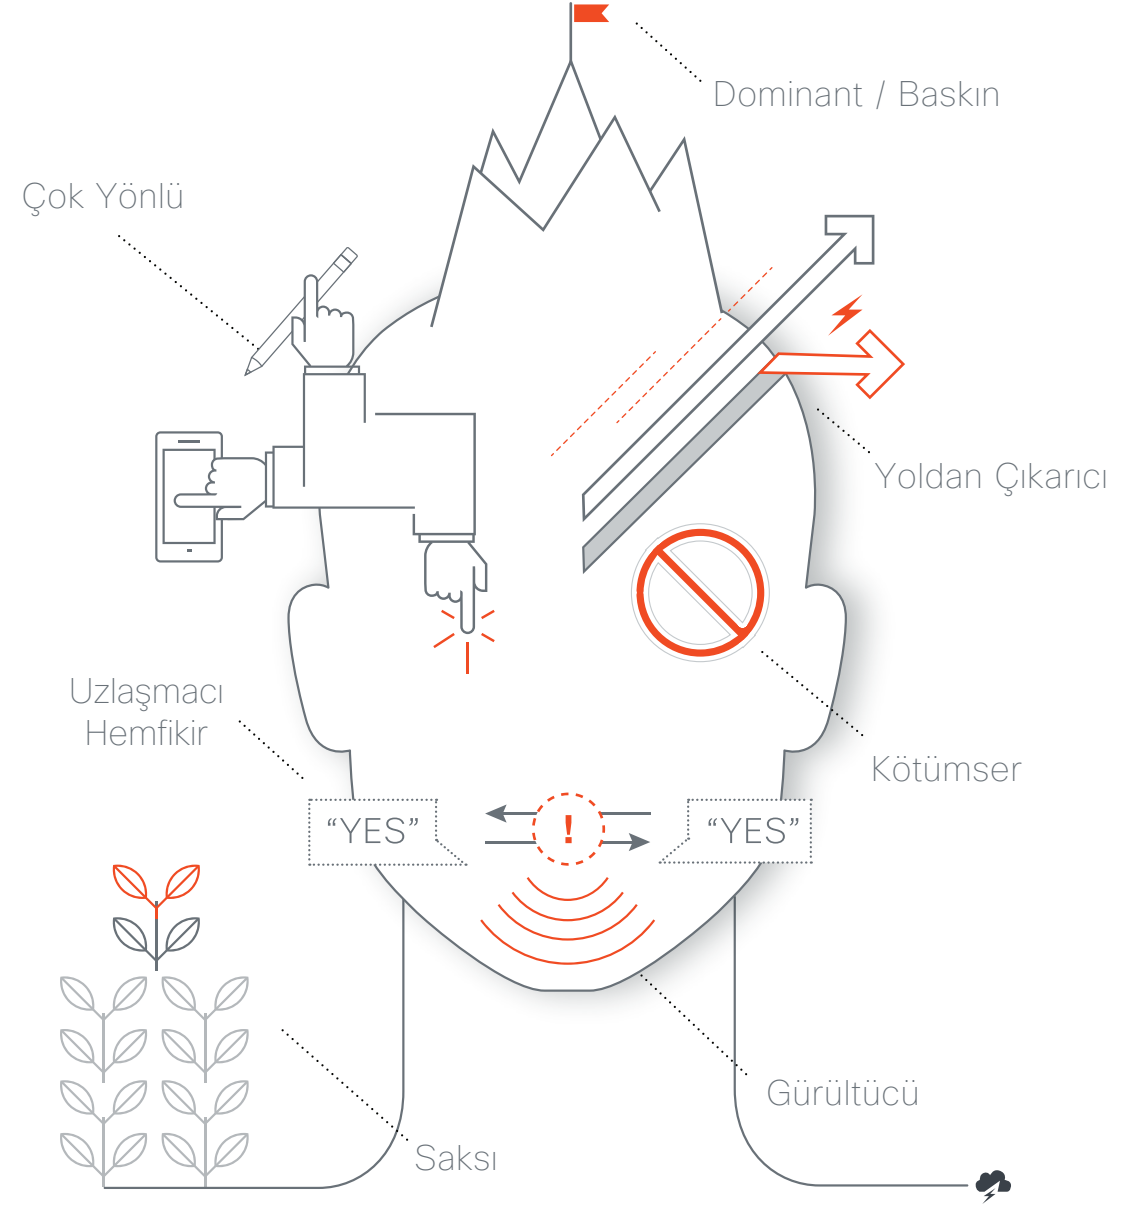 Dominant / Baskın
Çok Yönlü
Yoldan Çıkarıcı
Uzlaşmacı
Hemfikir
Kötümser
“YES”
!
“YES”
Gürültücü
Saksı